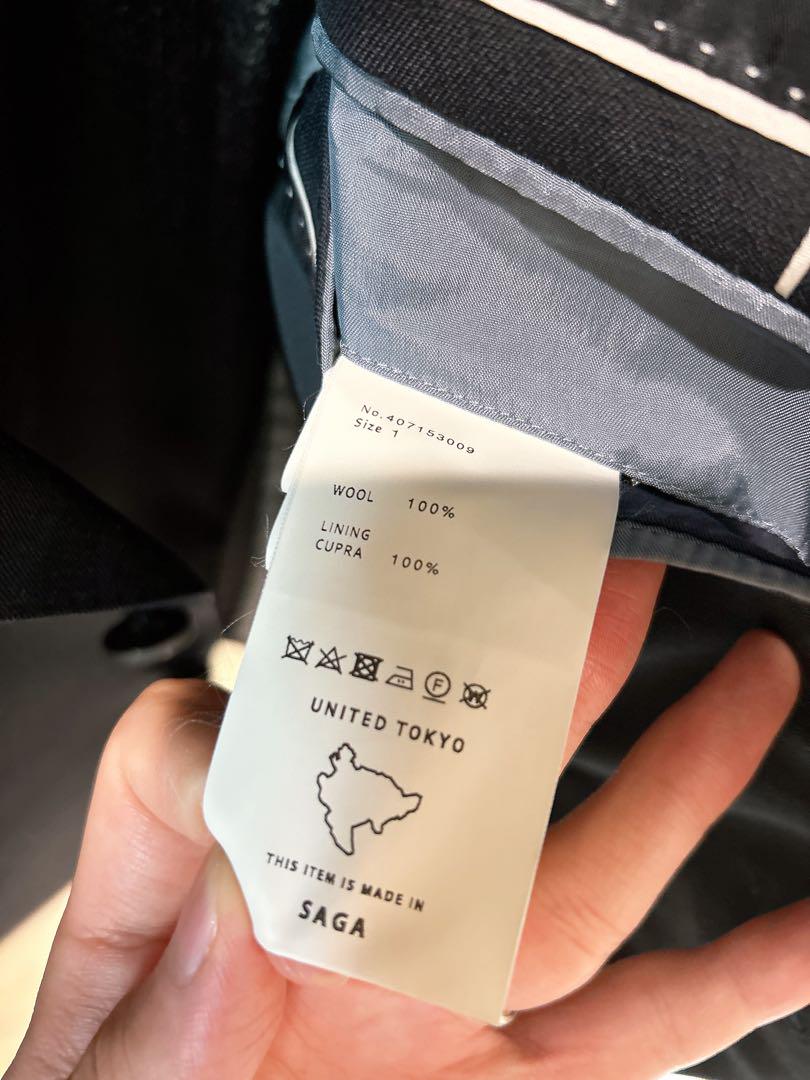 No.407153009
Size 1
WOOL 100%
LINING
CUPRA 100%
F
W
UNITED TOKYO
THIS ITEM IS MADE IN
SAGA